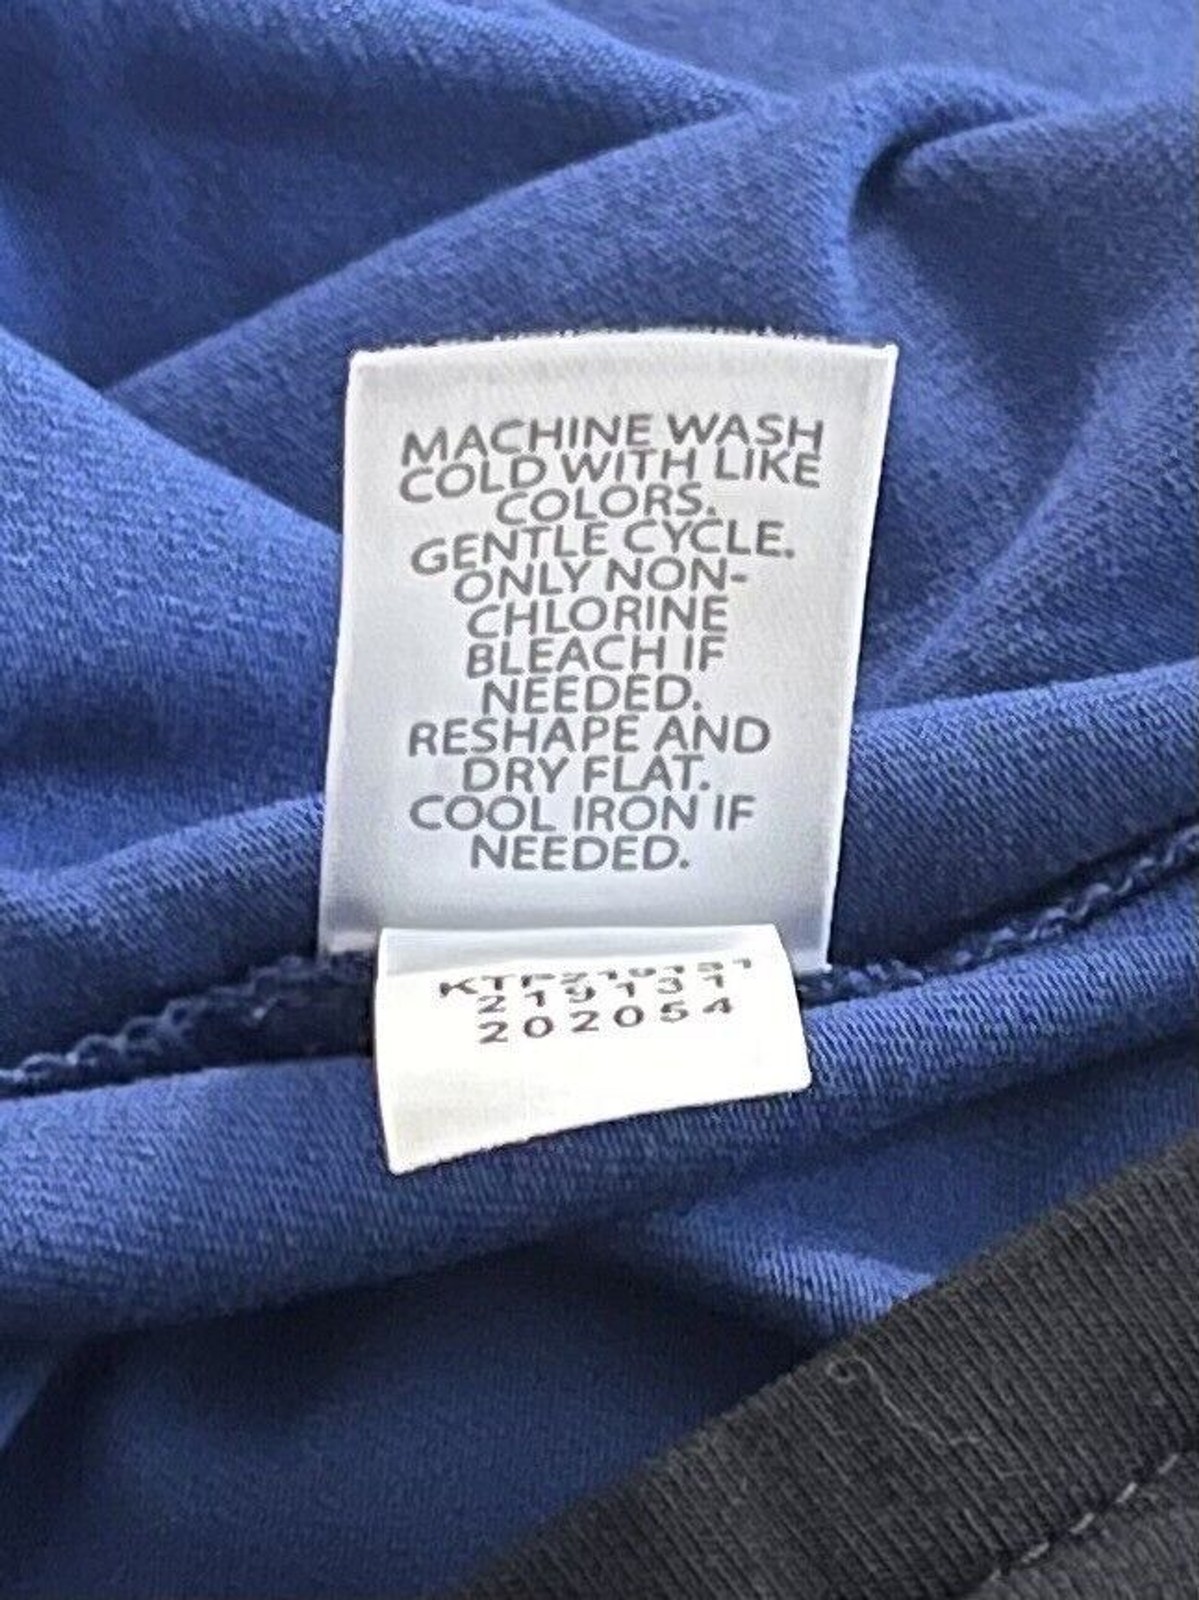 MACHINE WASH
COLD WITH LIKE
COLORS.
GENTLE CYCLE.
ONLY NON-
CHLORINE
BLEACH IF
NEEDED.
RESHAPE AND
DRY FLAT.
COOL IRON IF
NEEDED.
KTP219131
219131
202054